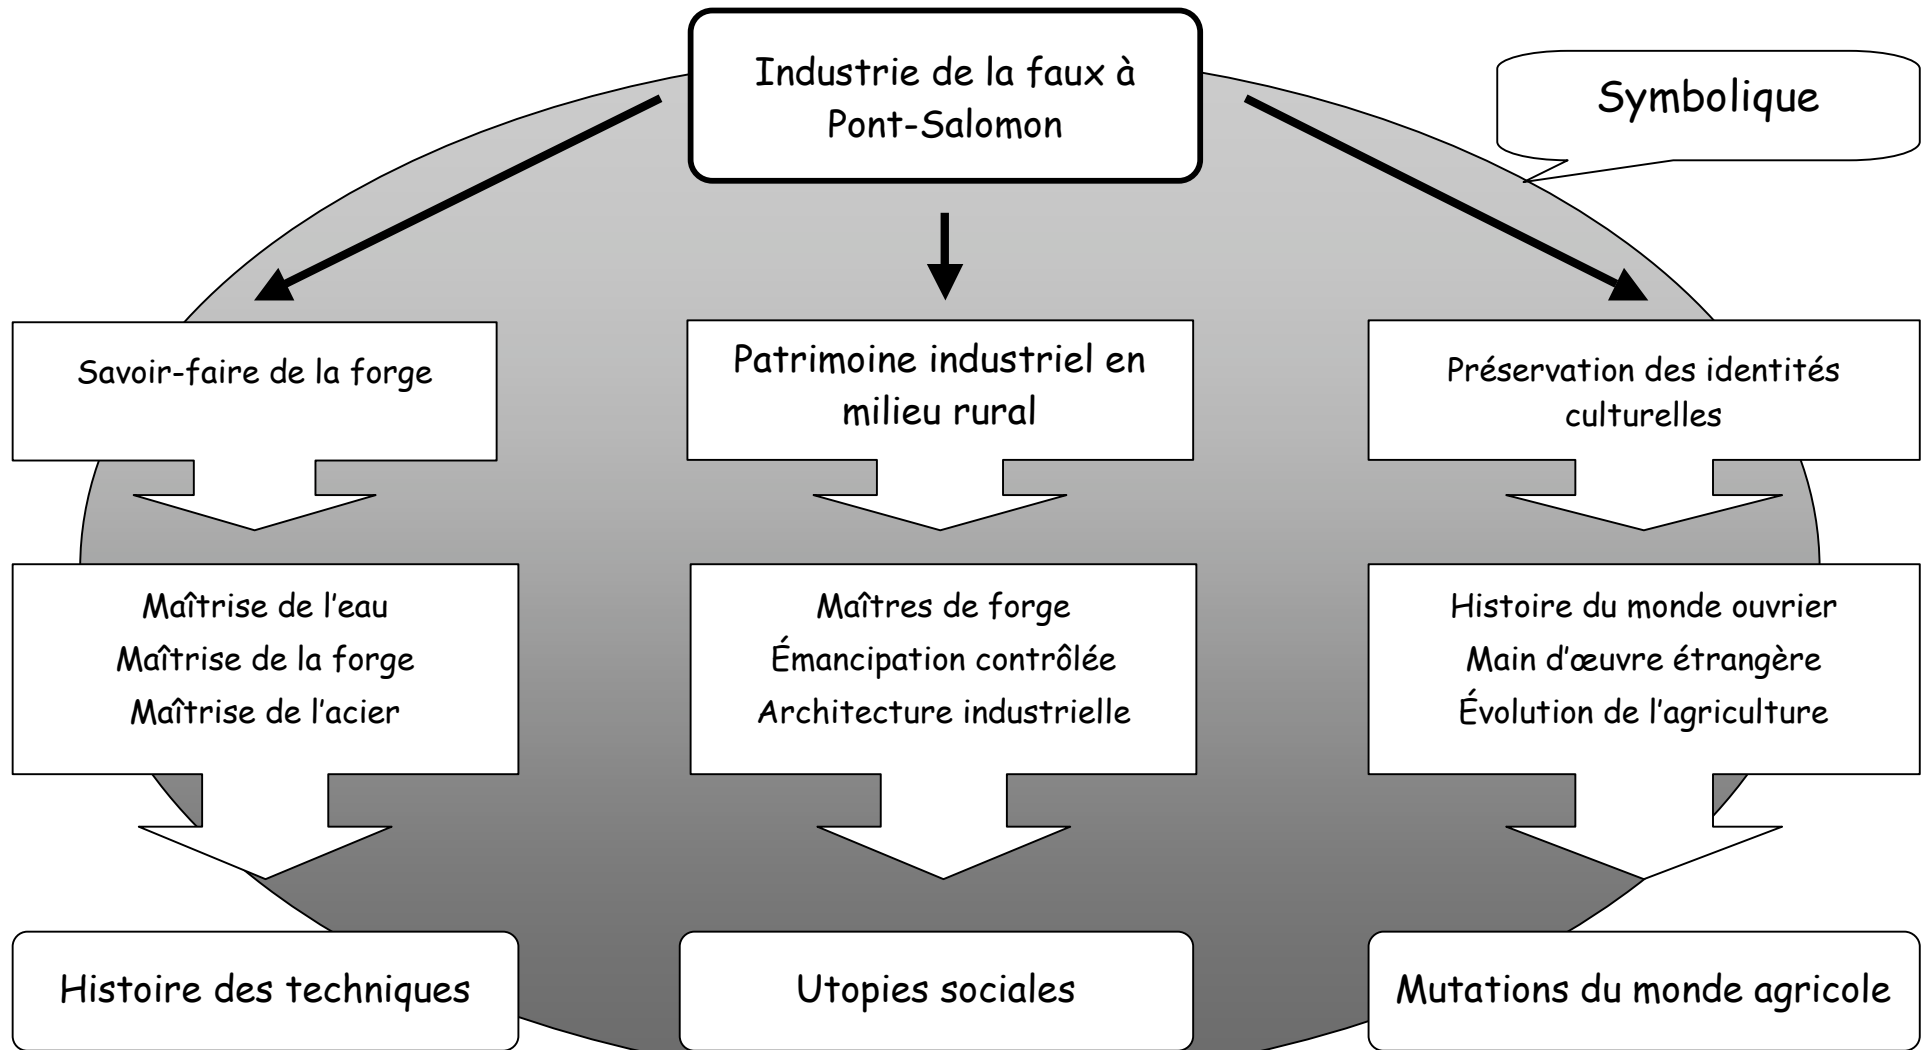 Industrie de la faux à
Pont-Salomon
Symbolique
Savoir-faire de la forge
Patrimoine industriel en
milieu rural
Préservation des identités
culturelles
Maîtrise de l'eau
Maîtrise de la forge
Maîtrise de l'acier
Maîtres de forge
Émancipation contrôlée
Architecture industrielle
Histoire du monde ouvrier
Main d'œuvre étrangère
Évolution de l'agriculture
Histoire des techniques
Utopies sociales
Mutations du monde agricole